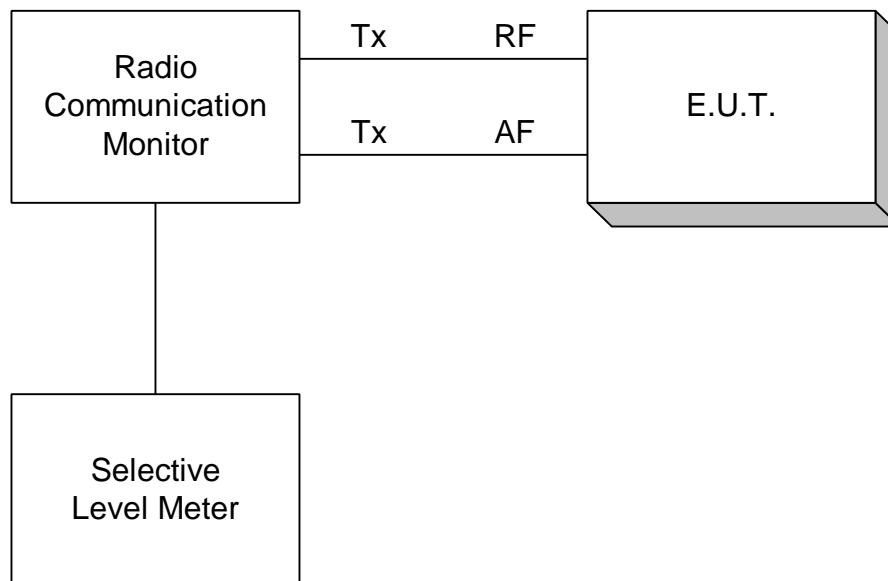 Tx RF
Radio
Communication
Monitor
E.U.T.
Tx AF
Selective
Level Meter